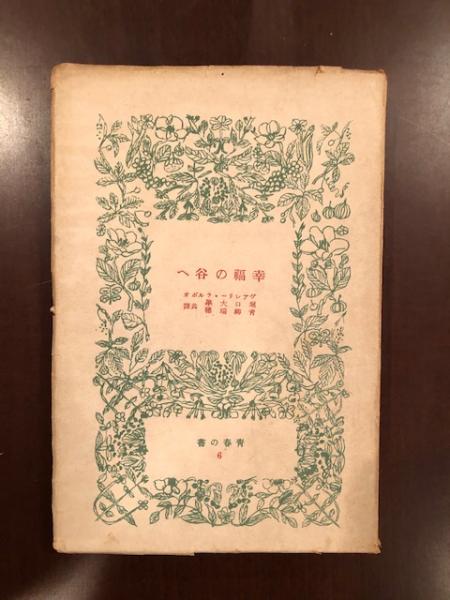 幸福の谷へ
ヴアレリー・ラルボオ
堀口大學
青柳瑞穂 共譯
青春の書
6